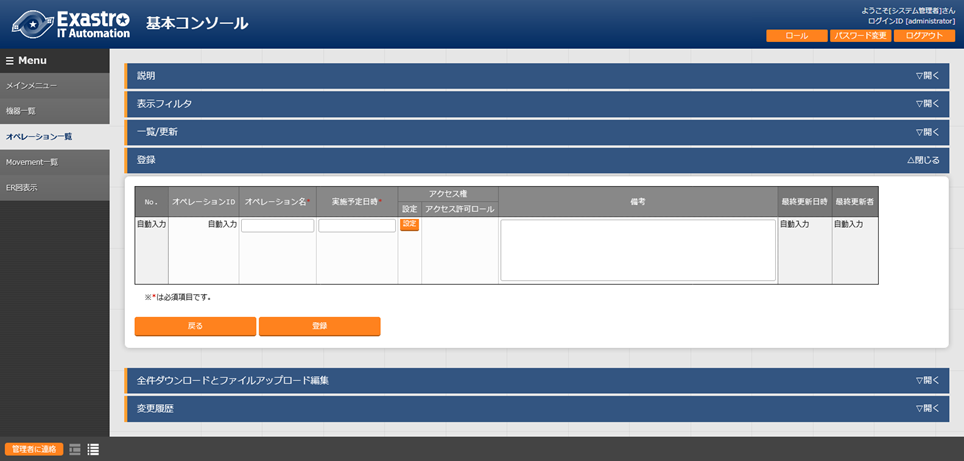 Exastro
IT Automation
基本コンソール
ようこそ[システム管理者]さん
ログインID [administrator]
ロール
パスワード変更
ログアウト
Menu
メインメニュー
機器一覧
オペレーション一覧
Movement一覧
ER図表示
説明
▽開く
表示フィルタ
▽開く
一覧/更新
▽開く
登録
△閉じる
No.
オペレーションID
オペレーション名*
実施予定日時*
アクセス権
設定
アクセス許可ロール
備考
最終更新日時
最終更新者
自動入力
自動入力
設定
自動入力
自動入力
※*は必須項目です。
戻る
登録
全件ダウンロードとファイルアップロード編集
▽開く
変更履歴
▽開く
管理者に連絡